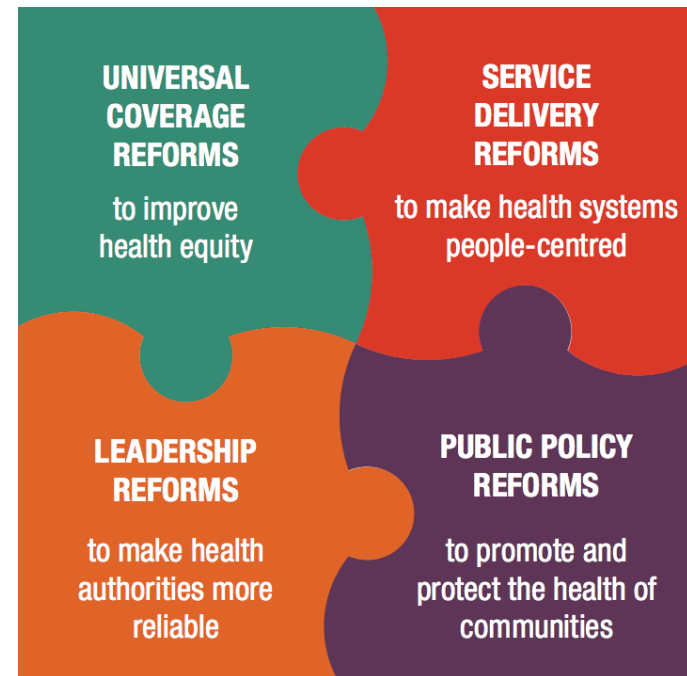 UNIVERSAL
COVERAGE
REFORMS
to improve
health equity
SERVICE
DELIVERY
REFORMS
to make health systems
people-centred
LEADERSHIP
REFORMS
to make health
authorities more
reliable
PUBLIC POLICY
REFORMS
to promote and
protect the health of
communities